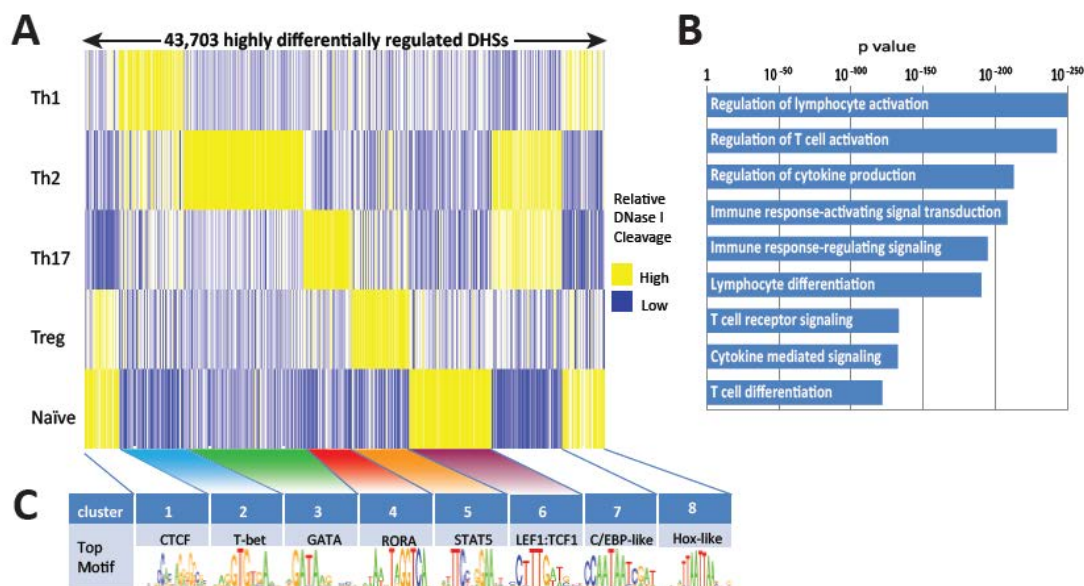 A
43,703 highly differentially regulated DHSs
Th1
Th2
Th17
Treg
Naïve
Relative
DNase I
Cleavage
High
Low
B
p value
1 10-50 10-100 10-150 10-200 10-250
Regulation of lymphocyte activation
Regulation of T cell activation
Regulation of cytokine production
Immune response-activating signal transduction
Immune response-regulating signaling
Lymphocyte differentiation
T cell receptor signaling
Cytokine mediated signaling
T cell differentiation
C
cluster 1 2 3 4 5 6 7 8
Top
Motif
CTCF T-bet GATA RORA STAT5 LEF1:TCF1 C/EBP-like Hox-like